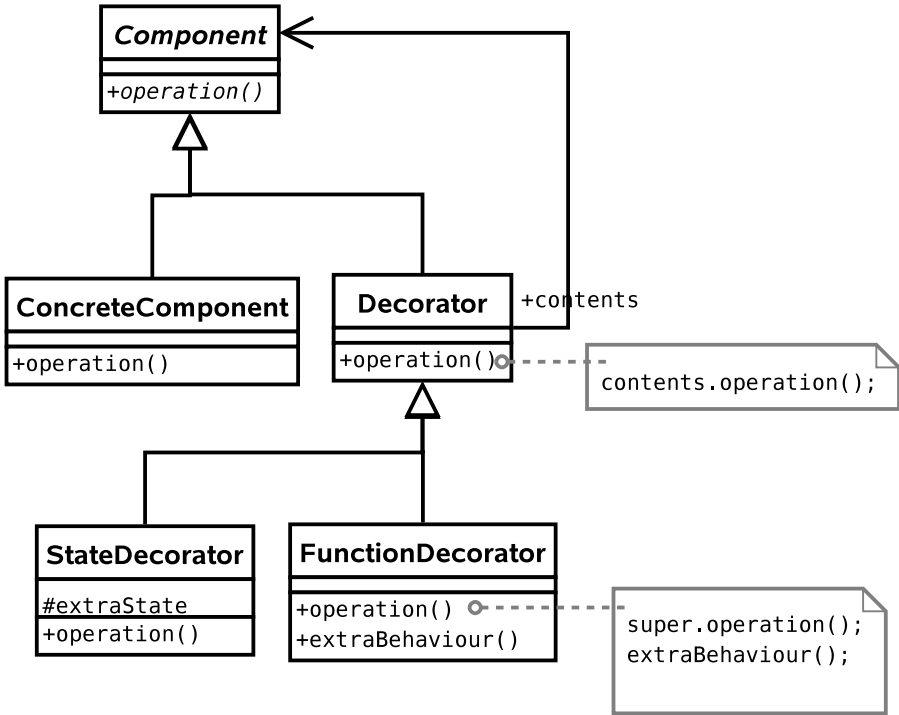 Component
+operation()
ConcreteComponent
+operation()
Decorator
+operation()
+contents
contents.operation();
StateDecorator
#extraState
+operation()
FunctionDecorator
+operation()
+extraBehaviour()
super.operation();
extraBehaviour();